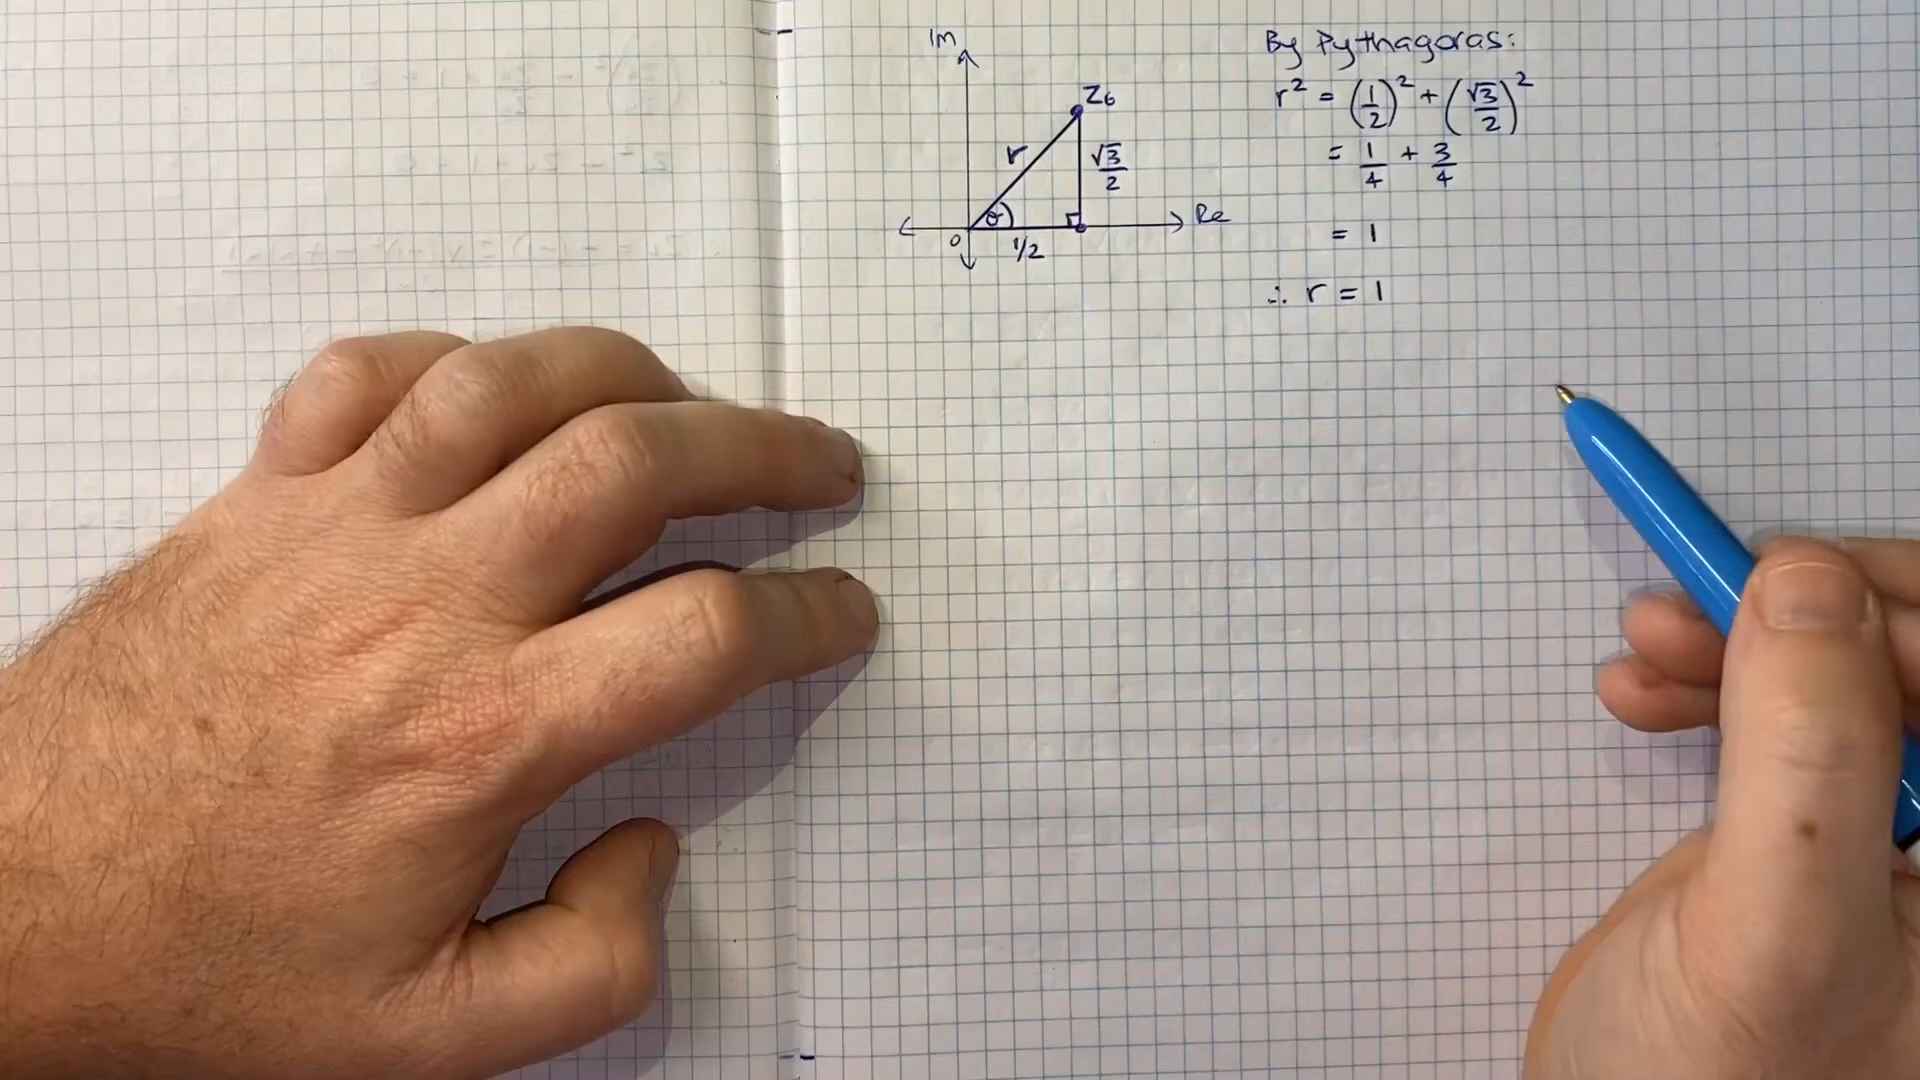 Im
Z6
r
√3/2
θ
Re
0
1/2
By Pythagoras:
r² = (1/2)² + (√3/2)²
= 1/4 + 3/4
= 1
∴ r = 1